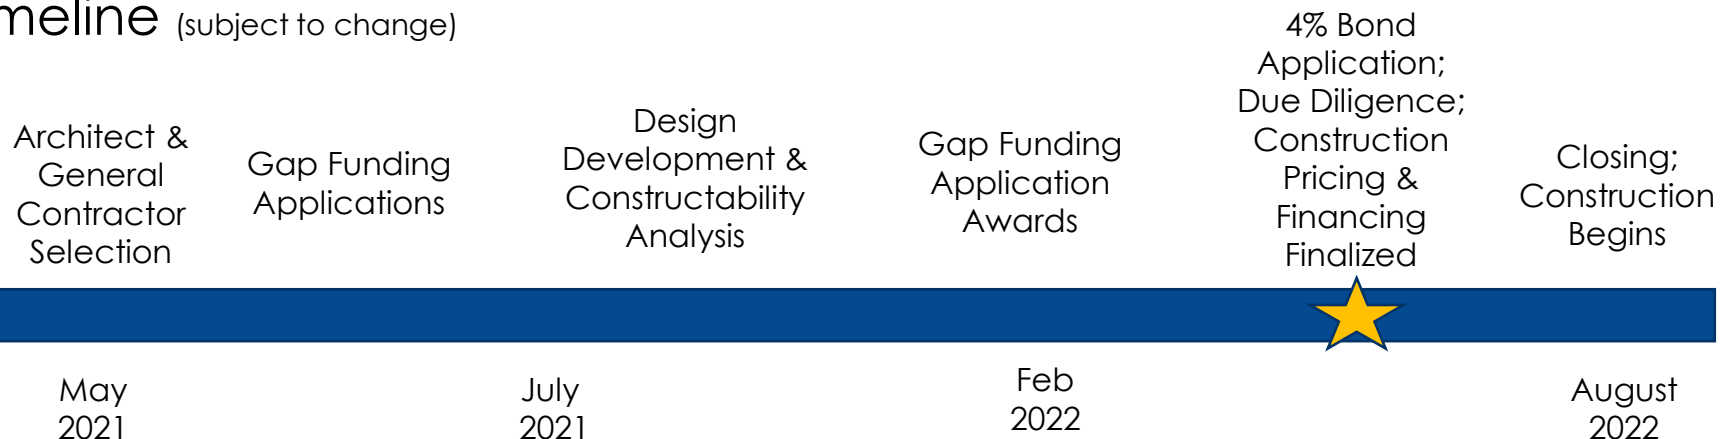 meline (subject to change)
Architect &
General
Contractor
Selection
Gap Funding
Applications
Design
Development &
Constructability
Analysis
Gap Funding
Application
Awards
4% Bond
Application;
Due Diligence;
Construction
Pricing &
Financing
Finalized
Closing;
Construction
Begins
May
2021
July
2021
Feb
2022
August
2022